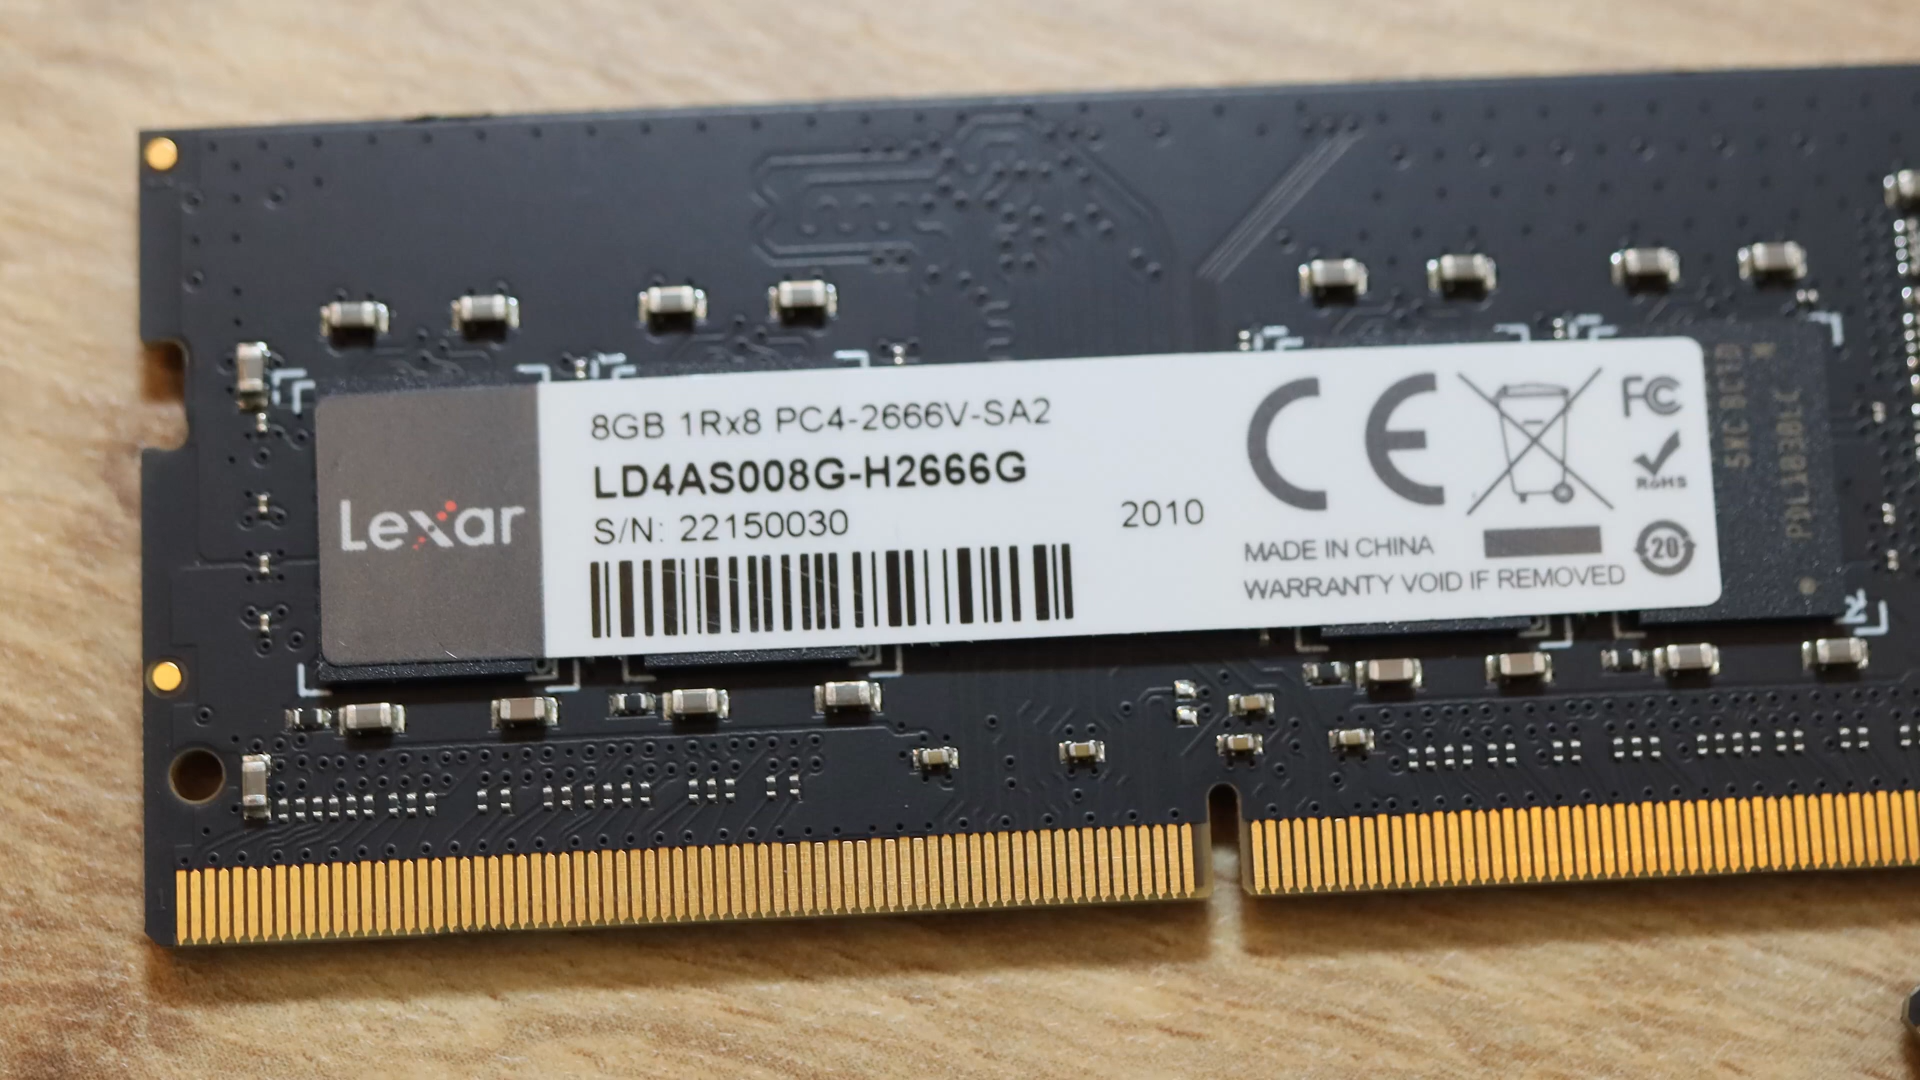 Lexar
8GB 1Rx8 PC4-2666V-SA2
LD4AS008G-H2666G
S/N: 22150030
2010
CE
FC
RoHS
20
MADE IN CHINA
WARRANTY VOID IF REMOVED